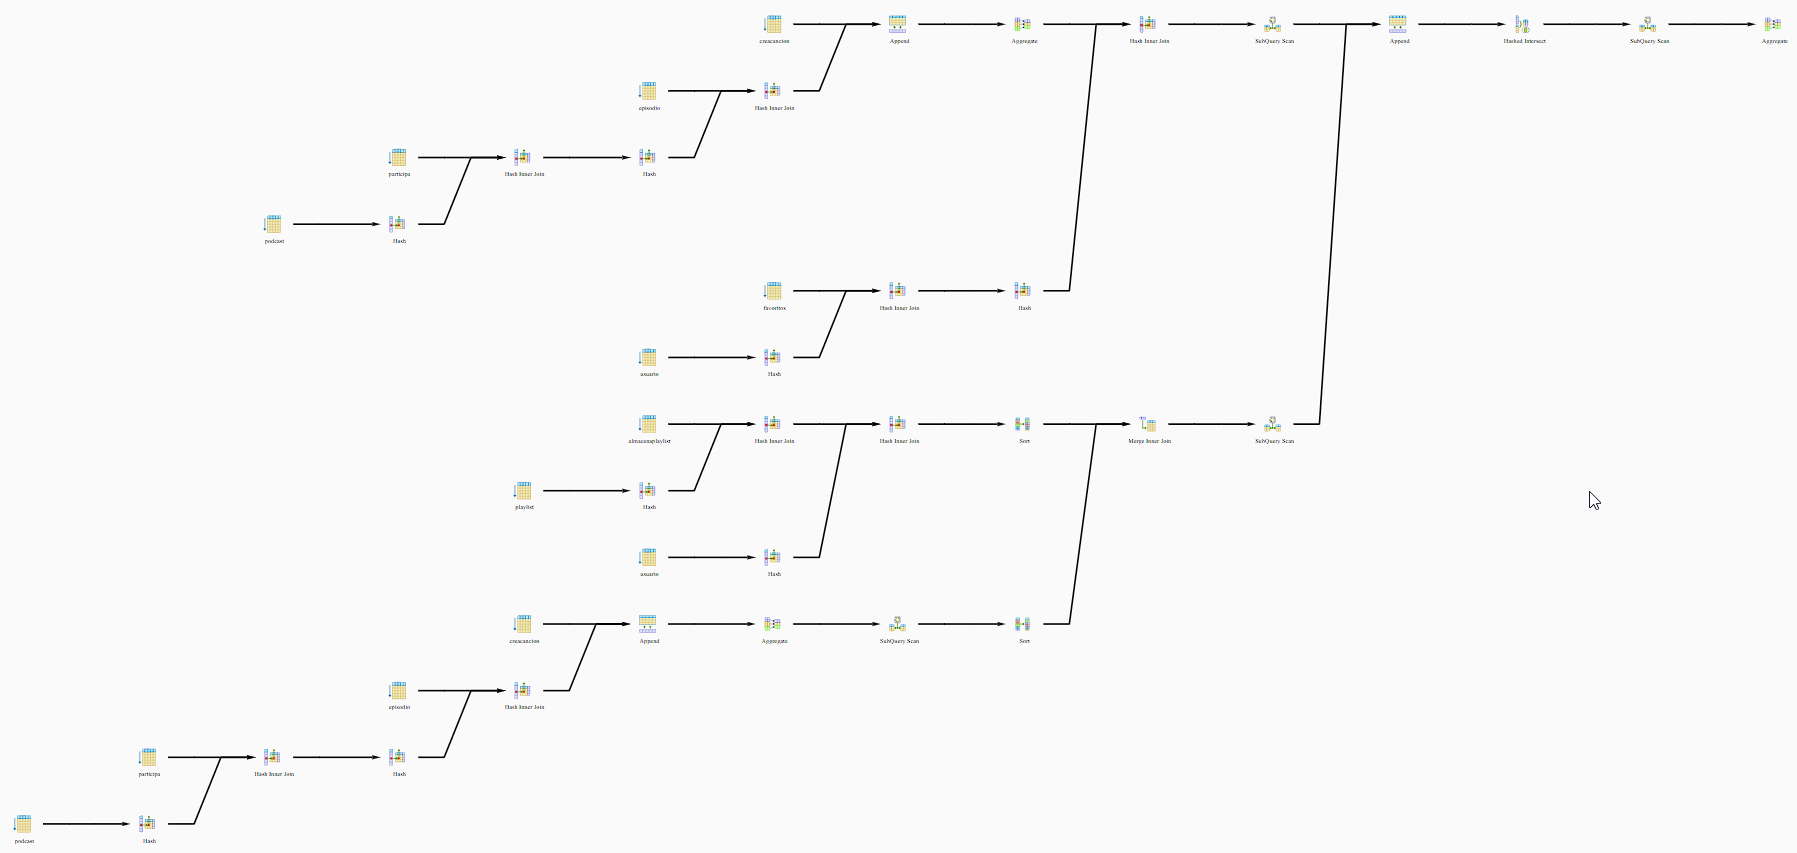 creacancion Append Aggregate Hash Inner Join SubQuery Scan Append Hashed Intersect SubQuery Scan Aggregate
episodio Hash Inner Join
participa Hash Inner Join Hash
podcast Hash
favoritos Hash Inner Join Hash
usuario Hash
almacenaplaylist Hash Inner Join Hash Inner Join Sort Merge Inner Join SubQuery Scan
playlist Hash
usuario Hash
creacancion Append Aggregate SubQuery Scan Sort
episodio Hash Inner Join
participa Hash Inner Join Hash
podcast Hash